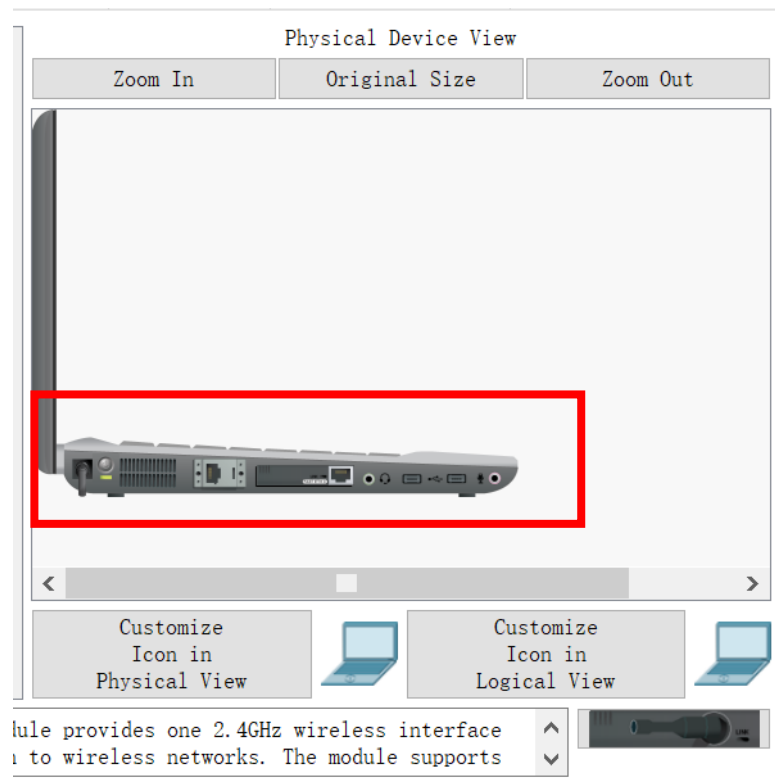 Physical Device View
Zoom In
Original Size
Zoom Out
Customize
Icon in
Physical View
Customize
Icon in
Logical View
dule provides one 2.4GHz wireless interface
n to wireless networks. The module supports